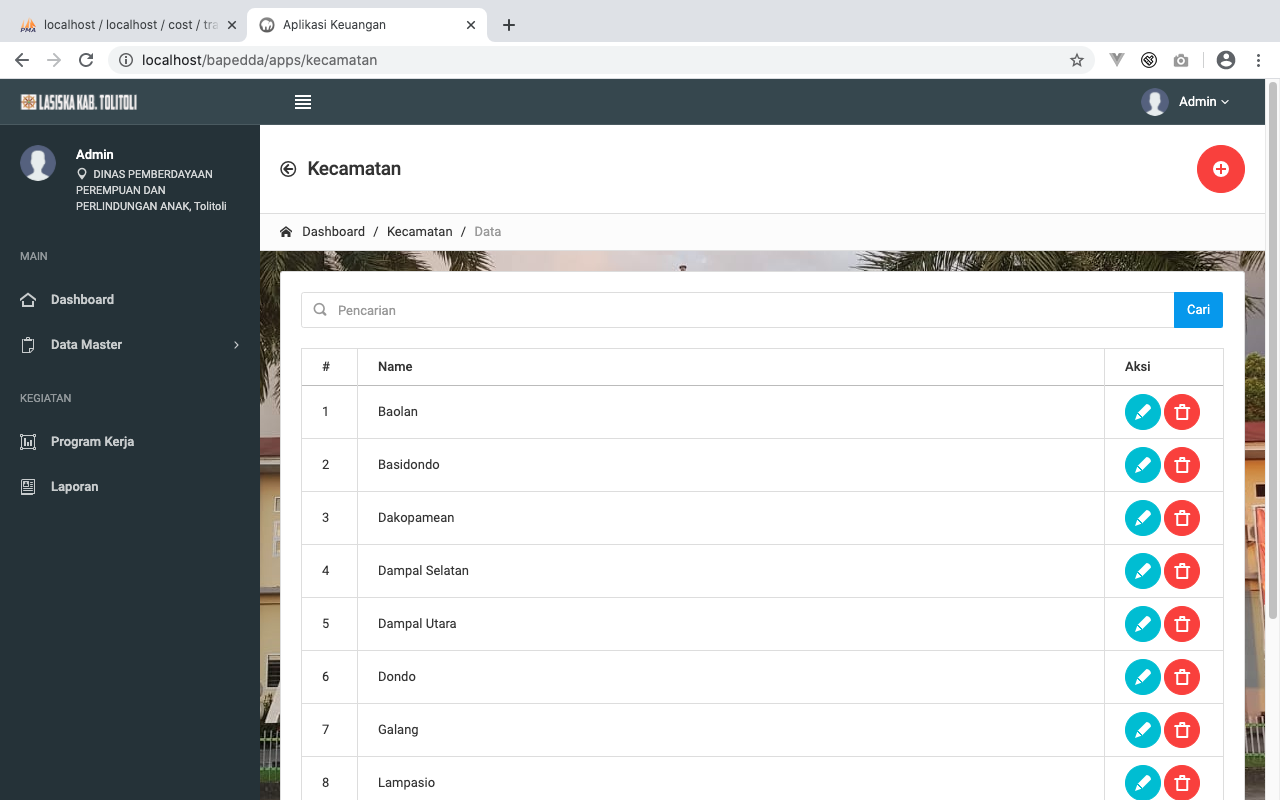 localhost / localhost / cost / tra
Aplikasi Keuangan
localhost/bapedda/apps/kecamatan
LASISKA KAB. TOLITOLI
Admin
Admin
DINAS PEMBERDAYAAN
PEREMPUAN DAN
PERLINDUNGAN ANAK, Tolitoli
MAIN
Dashboard
Data Master
KEGIATAN
Program Kerja
Laporan
Kecamatan
Dashboard / Kecamatan / Data
Pencarian Cari
# Name Aksi
1 Baolan
2 Basidondo
3 Dakopamean
4 Dampal Selatan
5 Dampal Utara
6 Dondo
7 Galang
8 Lampasio